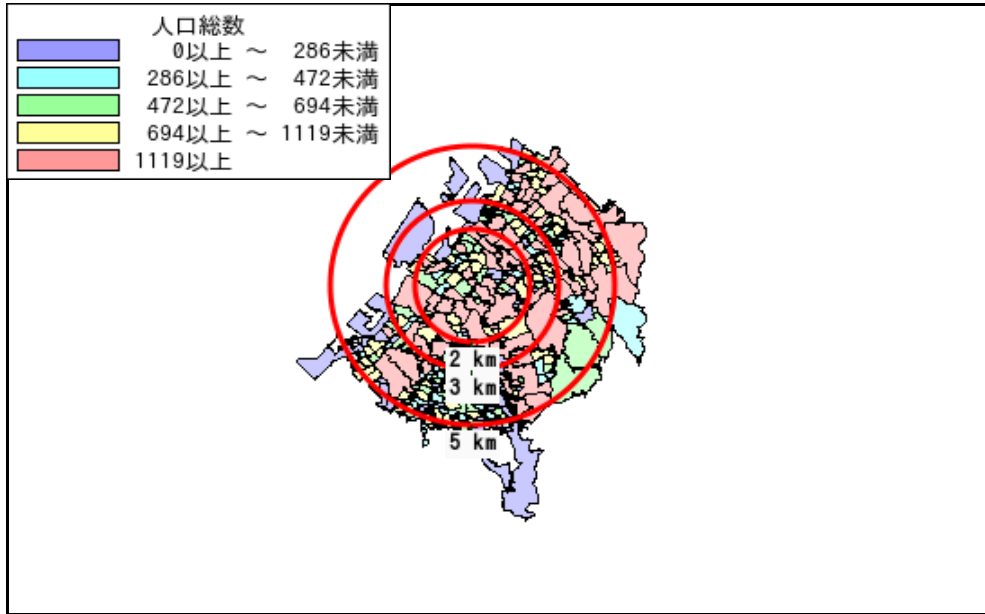 人口総数
0以上 ～ 286未満
286以上 ～ 472未満
472以上 ～ 694未満
694以上 ～ 1119未満
1119以上
2 km
3 km
5 km